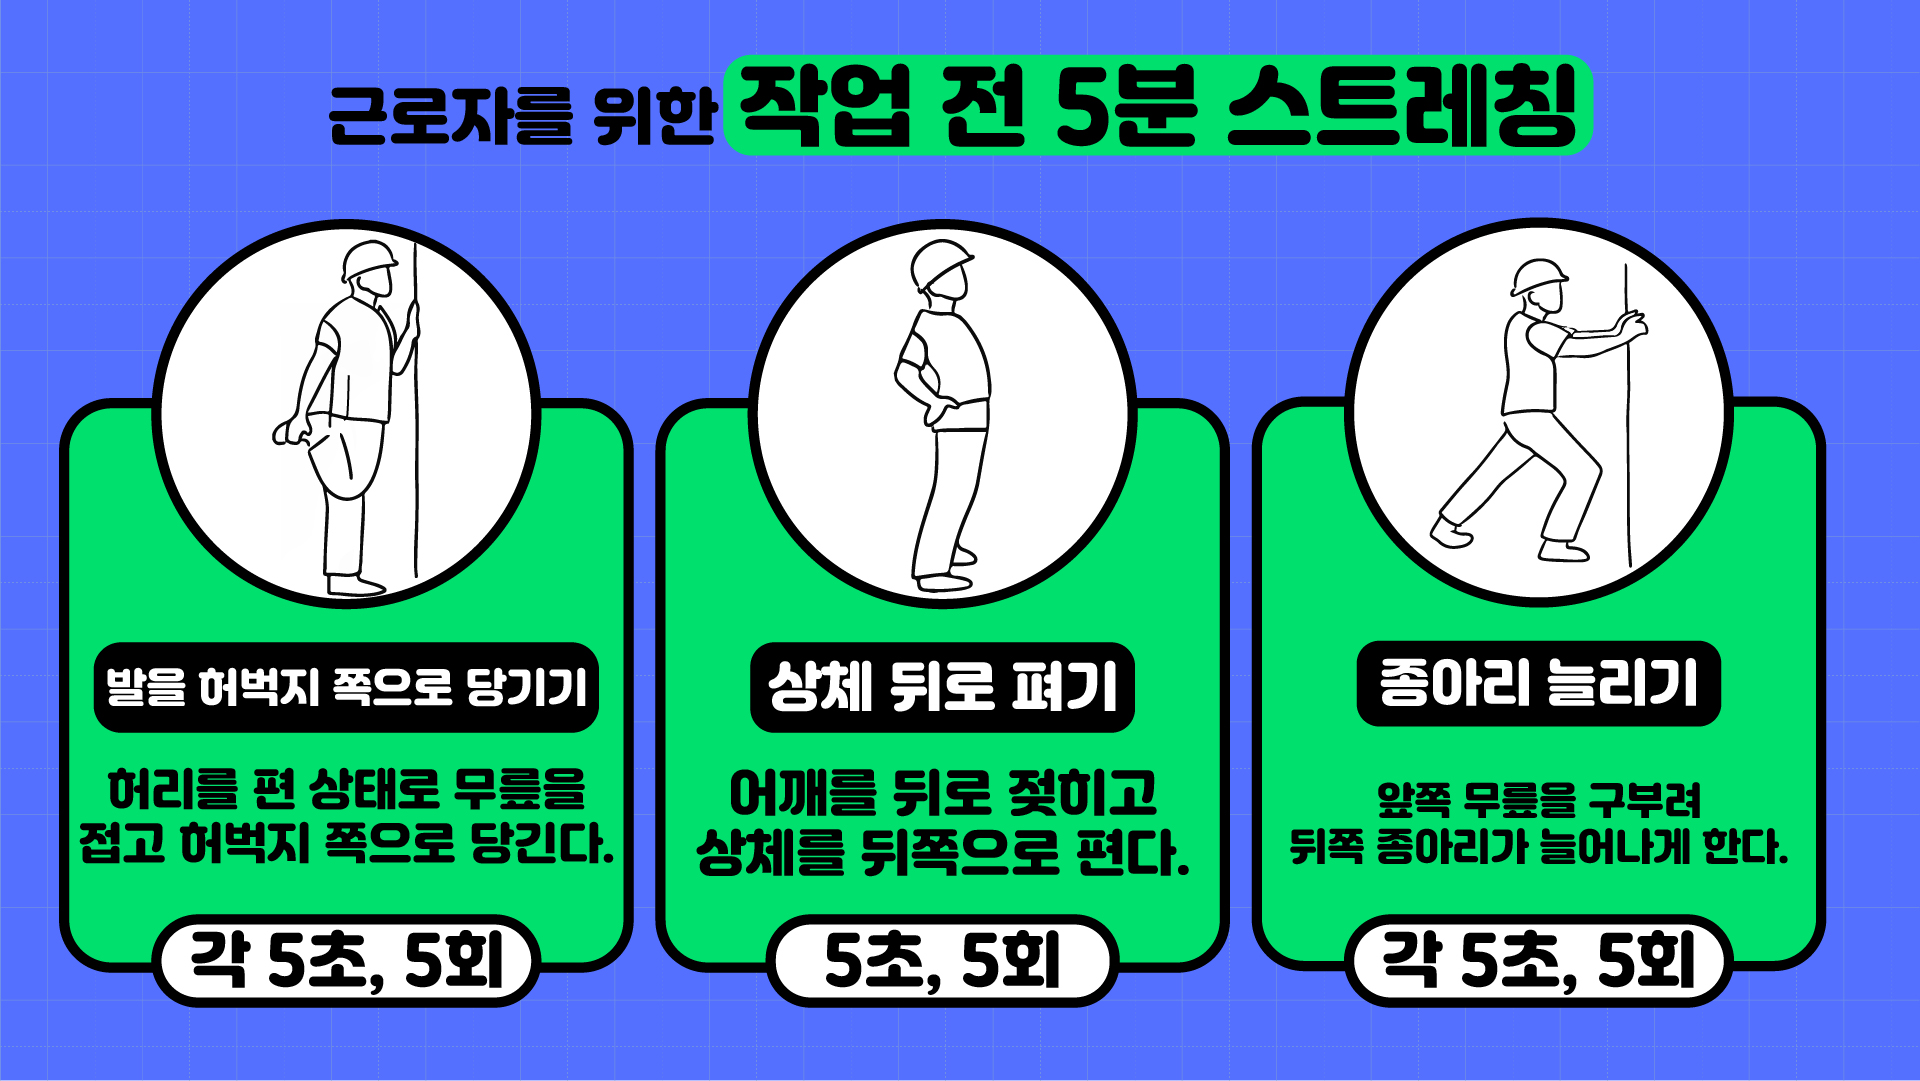 근로자를 위한 작업 전 5분 스트레칭
발을 허벅지 쪽으로 당기기
허리를 편 상태로 무릎을
접고 허벅지 쪽으로 당긴다.
각 5초, 5회
상체 뒤로 펴기
어깨를 뒤로 젖히고
상체를 뒤쪽으로 편다.
5초, 5회
종아리 늘리기
앞쪽 무릎을 구부려
뒤쪽 종아리가 늘어나게 한다.
각 5초, 5회